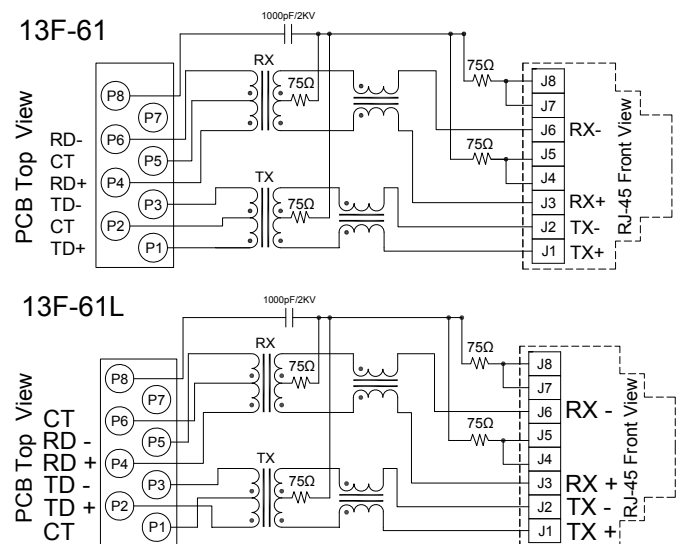 13F-61
1000pF/2KV
PCB Top View
P8
P7
P6
P5
P4
P3
P2
P1
RD-
CT
RD+
TD-
CT
TD+
RX
75Ω
TX
75Ω
75Ω
75Ω
J8
J7
J6 RX-
J5
J4
J3 RX+
J2 TX-
J1 TX+
RJ-45 Front View
13F-61L
1000pF/2KV
PCB Top View
P8
P7
P6
P5
P4
P3
P2
P1
CT
RD -
RD +
TD -
TD +
CT
RX
75Ω
TX
75Ω
75Ω
75Ω
J8
J7
J6 RX -
J5
J4
J3 RX +
J2 TX -
J1 TX +
RJ-45 Front View